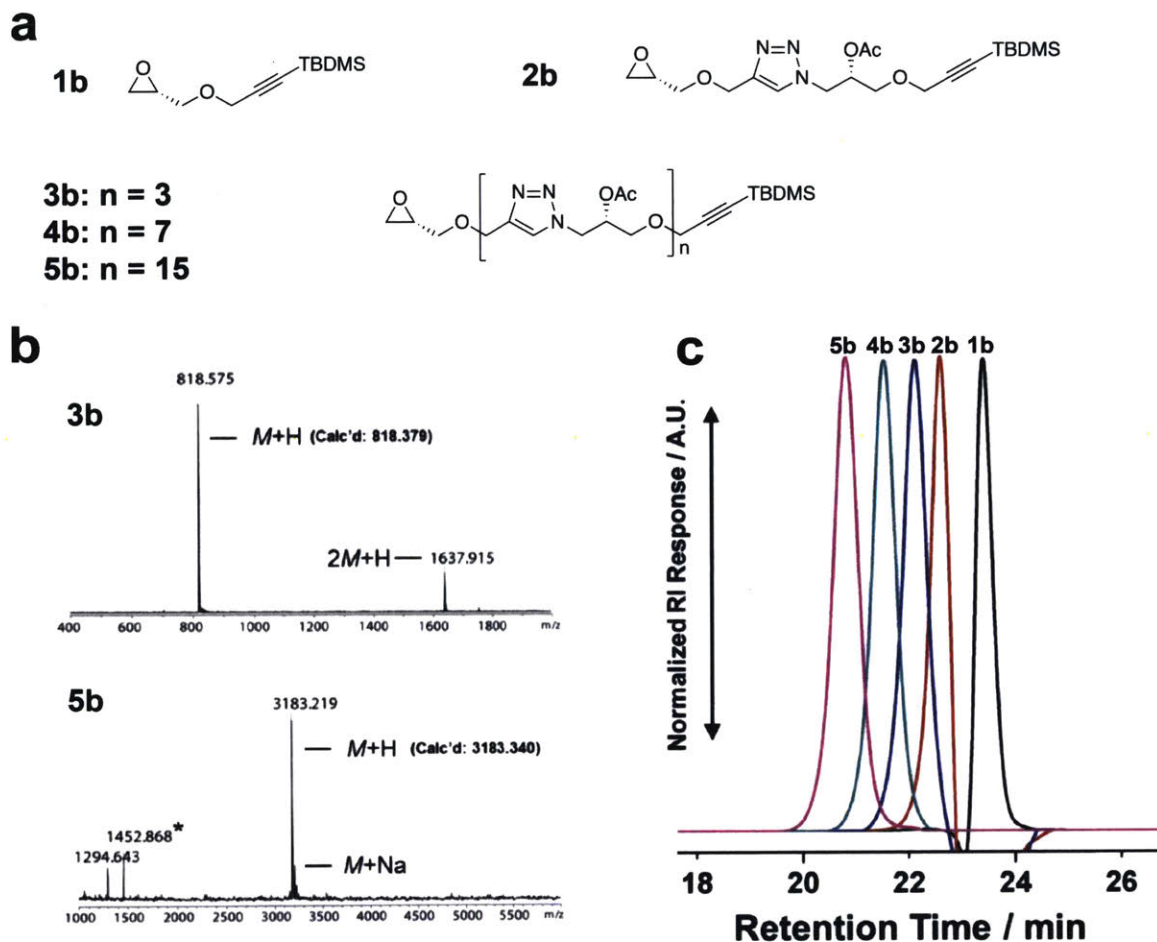 a
1b
O
O
TBDMS
2b
O
O
N=N
N
OAc
O
TBDMS
3b: n = 3
4b: n = 7
5b: n = 15
O
O
N=N
N
OAc
O
n
TBDMS
b
3b
818.575
M+H (Calc'd: 818.379)
2M+H
1637.915
400 600 800 1000 1200 1400 1600 1800 m/z
5b
3183.219
M+H (Calc'd: 3183.340)
1452.868*
1294.643
M+Na
1000 1500 2000 2500 3000 3500 4000 4500 5000 5500 m/z
c
5b 4b 3b 2b 1b
Normalized RI Response / A.U.
18 20 22 24 26
Retention Time / min